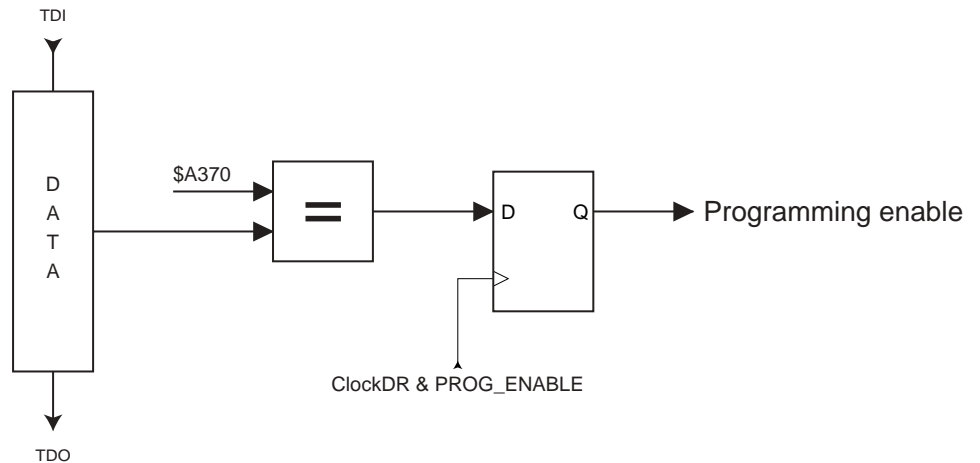 TDI
D
A
T
A
$A370
=
D
Q
Programming enable
ClockDR & PROG_ENABLE
TDO